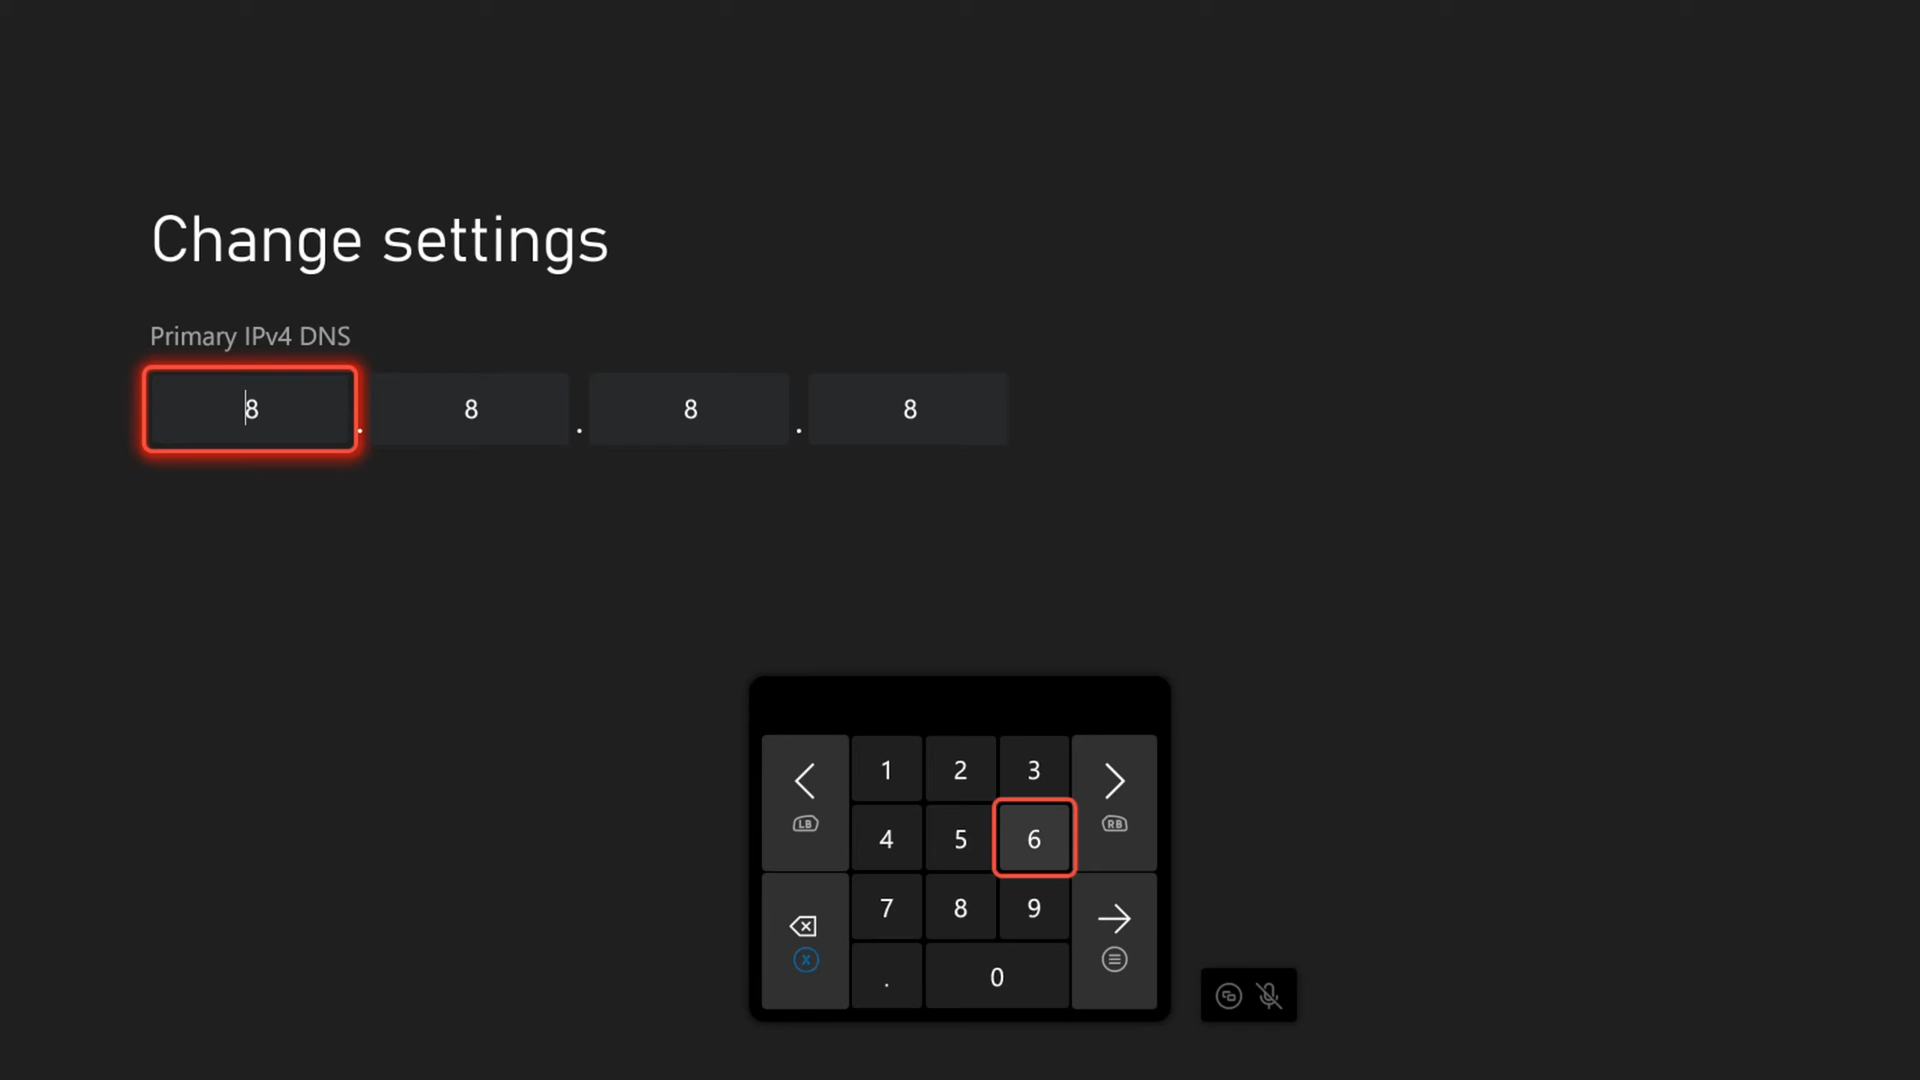 Change settings
Primary IPv4 DNS
8 . 8 . 8 . 8
1 2 3
LB RB
4 5 6
7 8 9
X
. 0